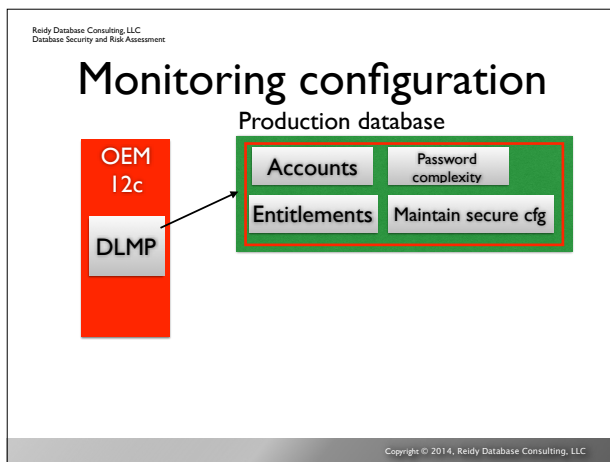 Reidy Database Consulting, LLC
Database Security and Risk Assessment
Monitoring configuration
Production database
OEM
12c
DLMP
Accounts
Password
complexity
Entitlements
Maintain secure cfg
Copyright © 2014, Reidy Database Consulting, LLC